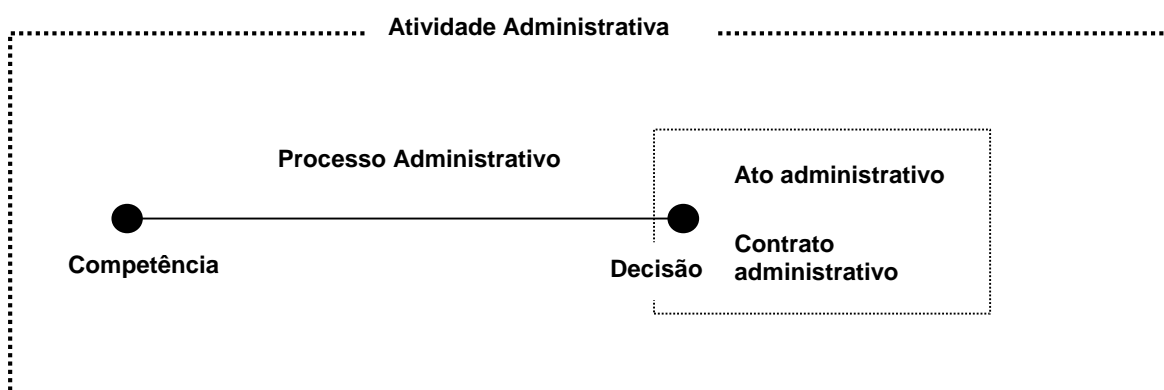 Atividade Administrativa
Processo Administrativo
Ato administrativo
Competência
Decisão
Contrato
administrativo